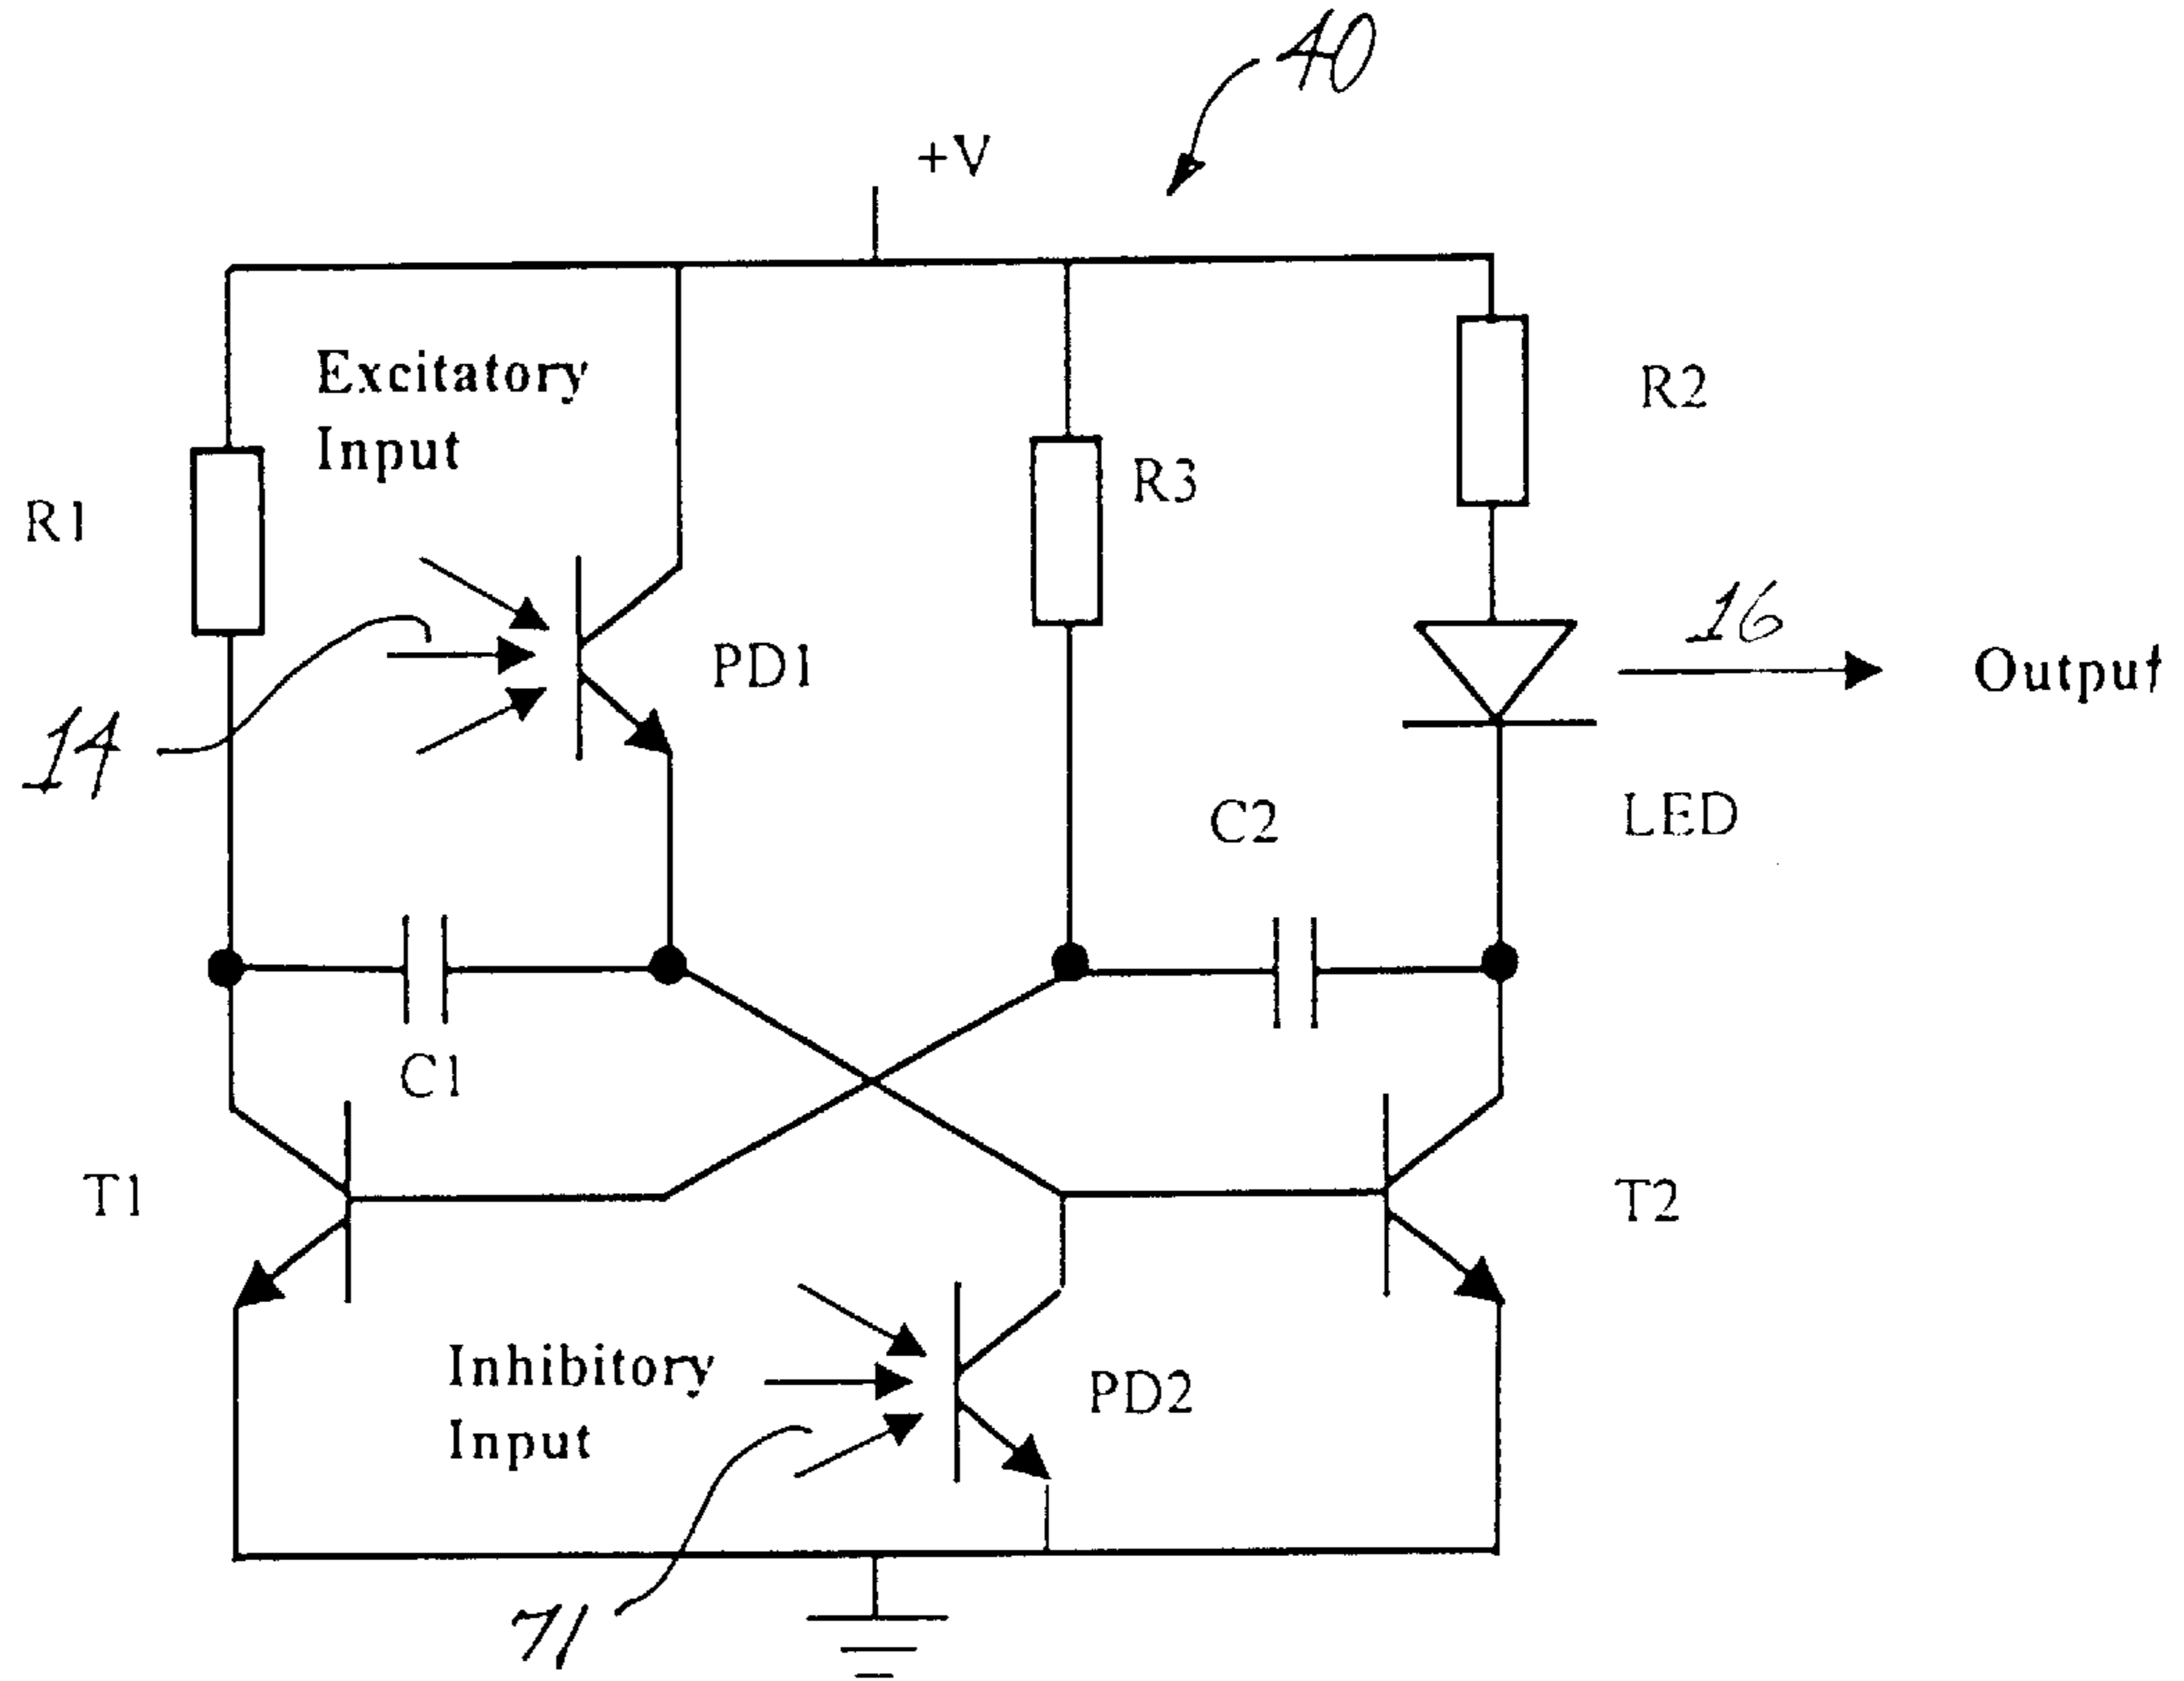 40
+V
Excitatory
Input
R1
R3
R2
PD1
16
Output
14
C2
LED
C1
T1
T2
Inhibitory
Input
PD2
71